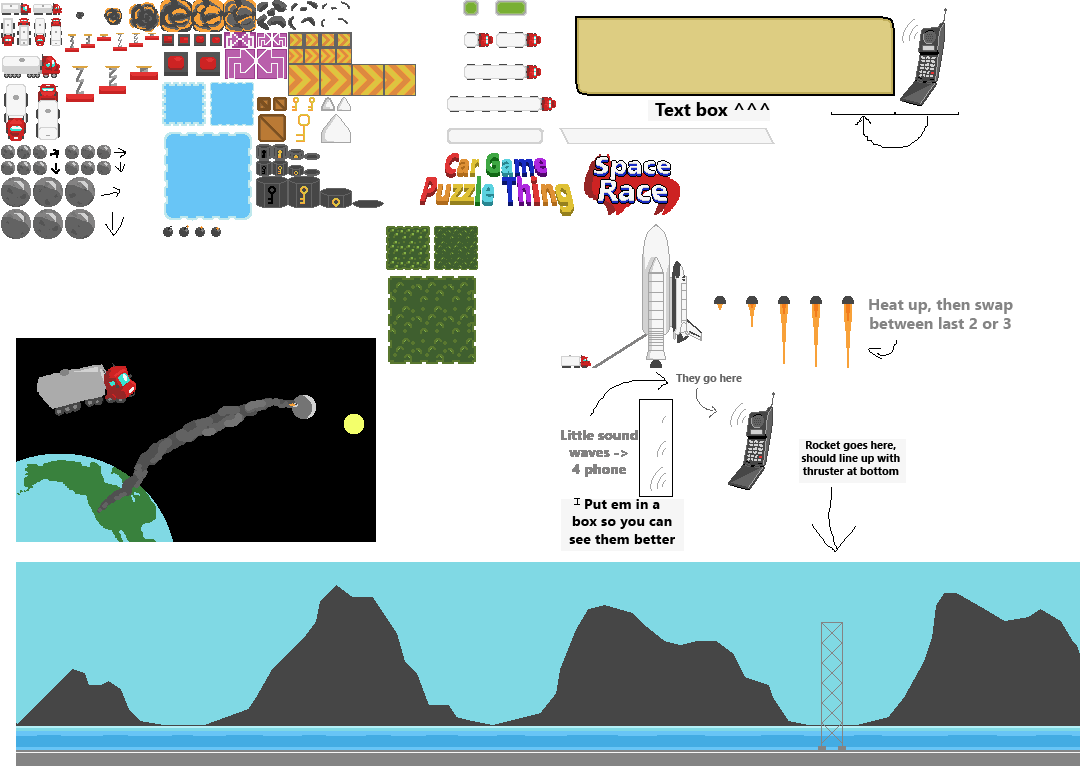 Text box ^^^
Car Game
Puzzle Thing
Space
Race
Heat up, then swap
between last 2 or 3
They go here
Little sound
waves ->
4 phone
Put em in a
box so you can
see them better
Rocket goes here,
should line up with
thruster at bottom